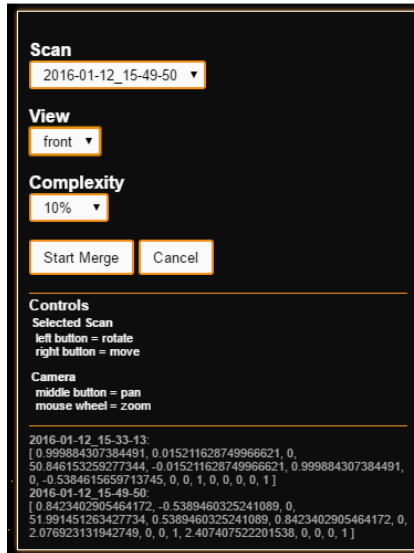 Scan
2016-01-12_15-49-50
View
front
Complexity
10%
Start Merge Cancel
Controls
Selected Scan
left button = rotate
right button = move
Camera
middle button = pan
mouse wheel = zoom
2016-01-12_15-33-13:
[ 0.999884307384491, 0.015211628749966621, 0,
50.846153259277344, -0.015211628749966621, 0.999884307384491,
0, -0.5384615659713745, 0, 0, 1, 0, 0, 0, 0, 1 ]
2016-01-12_15-49-50:
[ 0.8423402905464172, -0.5389460325241089, 0,
51.991451263427734, 0.5389460325241089, 0.8423402905464172, 0,
2.076923131942749, 0, 0, 1, 2.407407522201538, 0, 0, 0, 1 ]